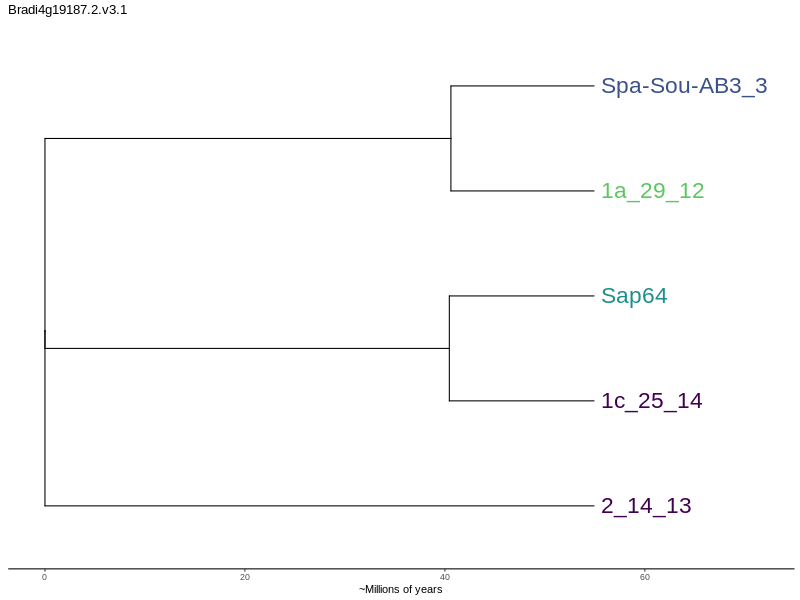 Bradi4g19187.2.v3.1
Spa-Sou-AB3_3
1a_29_12
Sap64
1c_25_14
2_14_13
0 20 40 60
~Millions of years